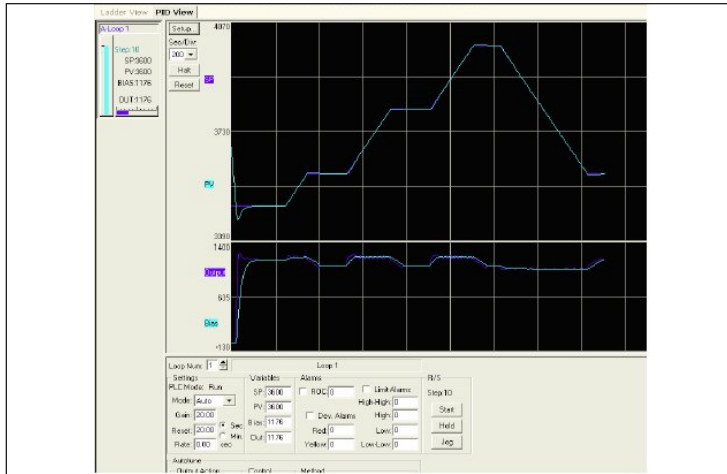 Ladder View PID View
A-Loop 1
Step:10
SP:3600
PV:3600
BIAS:1176
OUT:1176
Setup...
Sec/Div:
200
Halt
Reset
4070
SP
3730
PV
3390
1400
Output
635
Bias
-130
Loop Num: 1
Loop 1
Settings
PLC Mode: Run
Mode: Auto
Gain: 20.00
Reset: 20.00
Rate: 0.00 sec
Sec
Min
Variables
SP: 3600
PV: 3600
Bias: 1176
Out: 1176
Alarms
ROC: 0
Dev. Alarms
Red: 0
Yellow: 0
Limit Alarms
High-High: 0
High: 0
Low: 0
Low-Low: 0
R/S
Step:10
Start
Hold
Jog
Autotune
Output Action Control Method